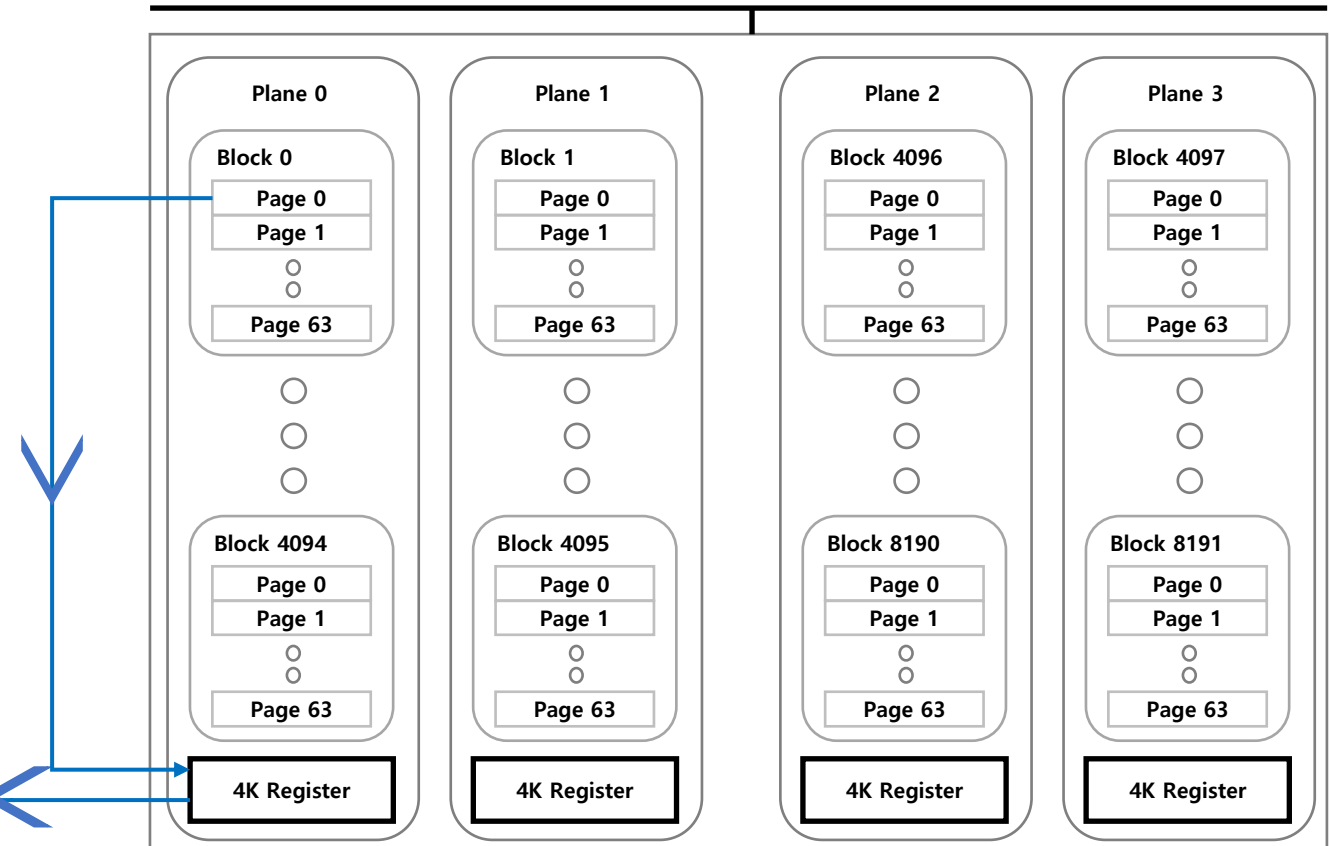 Plane 0
Block 0
Page 0
Page 1
Page 63
Block 4094
Page 0
Page 1
Page 63
4K Register
Plane 1
Block 1
Page 0
Page 1
Page 63
Block 4095
Page 0
Page 1
Page 63
4K Register
Plane 2
Block 4096
Page 0
Page 1
Page 63
Block 8190
Page 0
Page 1
Page 63
4K Register
Plane 3
Block 4097
Page 0
Page 1
Page 63
Block 8191
Page 0
Page 1
Page 63
4K Register